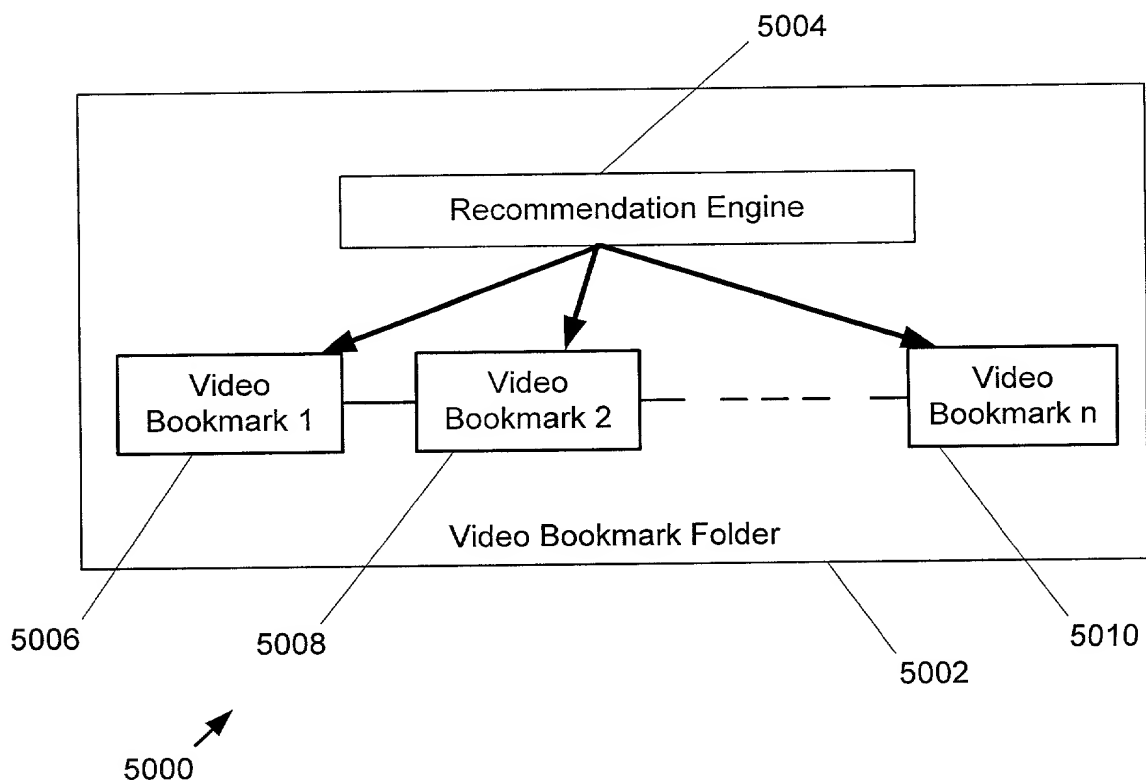 5004
Recommendation Engine
Video
Bookmark 1
Video
Bookmark 2
Video
Bookmark n
Video Bookmark Folder
5006
5008
5002
5010
5000